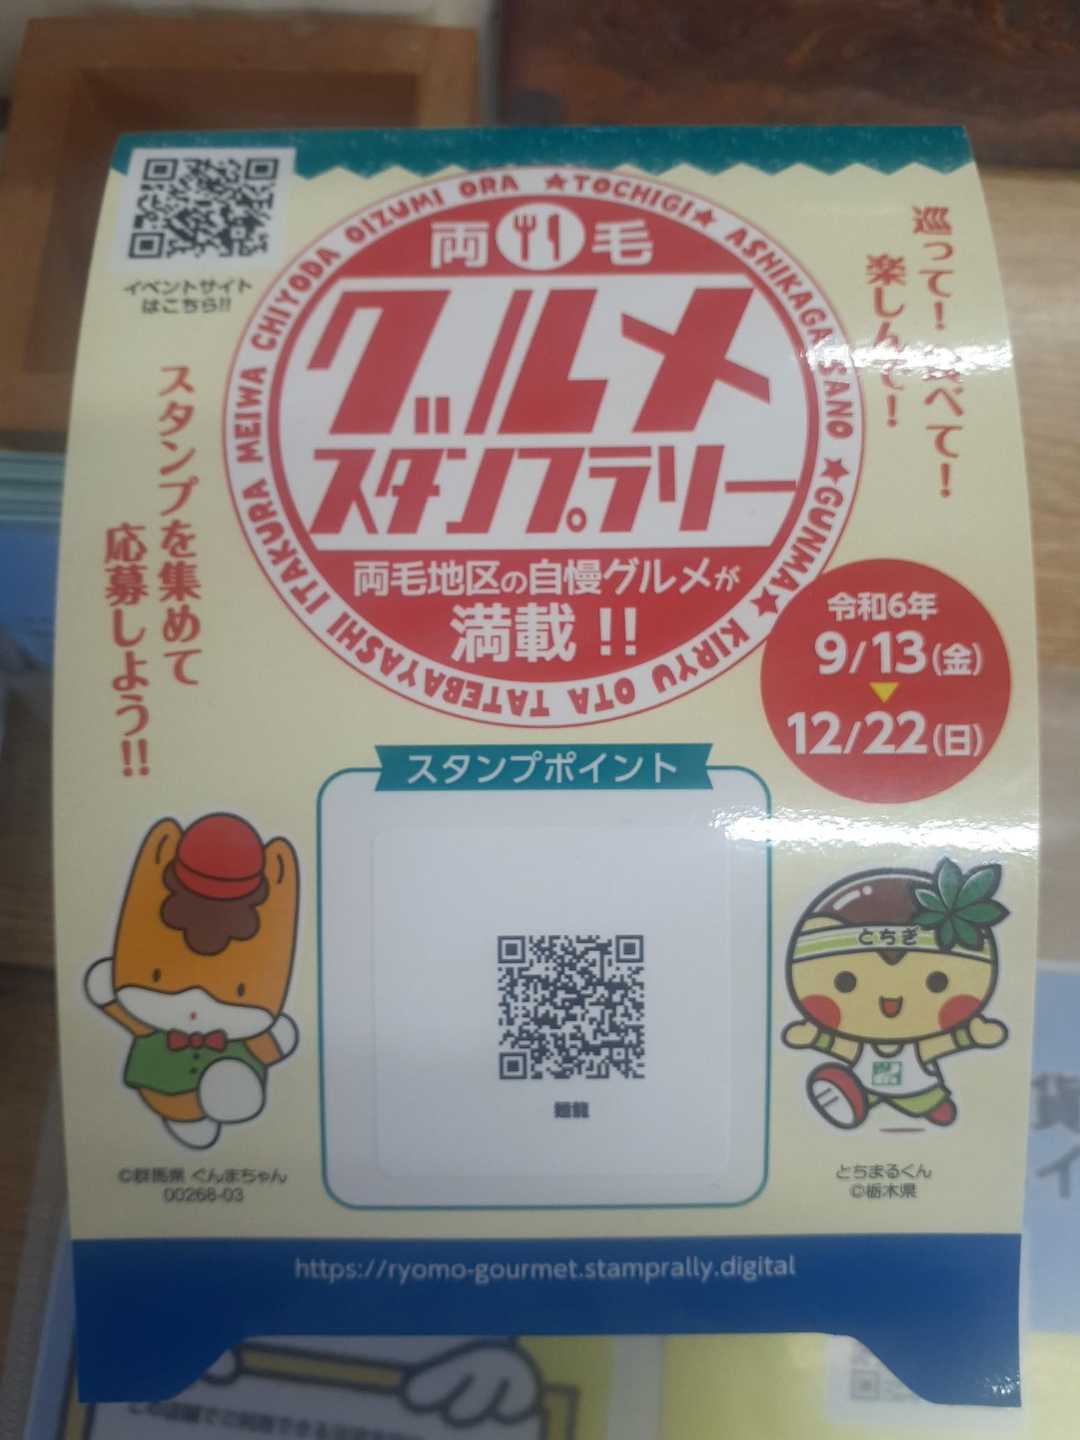 イベントサイト
はこちら!!
ORA ★TOCHIGI★ ASHIKAGA SANO ★GUNMA★ KIRYU OTA TATEBAYASHI ITAKURA MEIWA CHIYODA OIZUMI
両毛
グルメ
スタンプラリー
両毛地区の自慢グルメが
満載!!
巡って!食べて!
楽しんで!
スタンプを集めて
応募しよう!!
令和6年
9/13(金)
12/22(日)
スタンプポイント
とちぎ
©群馬県 ぐんまちゃん
00268-03
とちまるくん
©栃木県
https://ryomo-gourmet.stamprally.digital